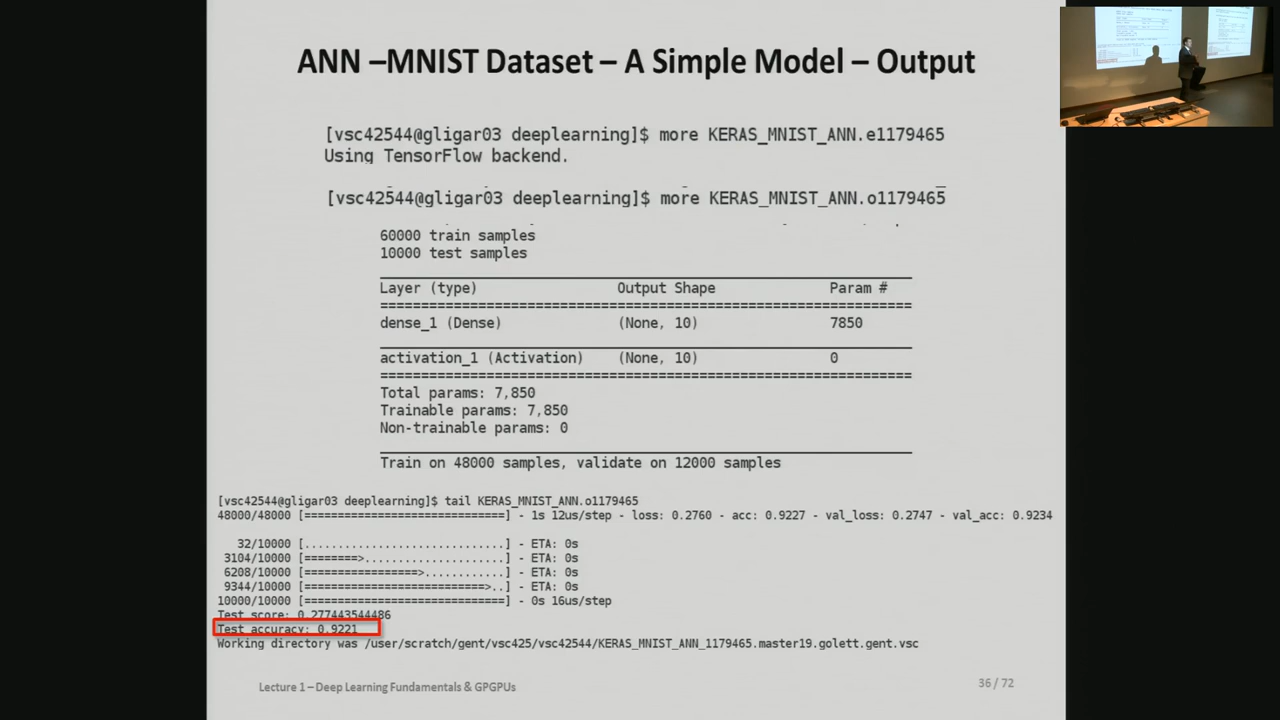 ANN –MNIST Dataset – A Simple Model – Output
[vsc42544@gligar03 deeplearning]$ more KERAS_MNIST_ANN.e1179465
Using TensorFlow backend.
[vsc42544@gligar03 deeplearning]$ more KERAS_MNIST_ANN.o1179465
60000 train samples
10000 test samples
Layer (type) Output Shape Param #
=================================================================
dense_1 (Dense) (None, 10) 7850
activation_1 (Activation) (None, 10) 0
=================================================================
Total params: 7,850
Trainable params: 7,850
Non-trainable params: 0
Train on 48000 samples, validate on 12000 samples
[vsc42544@gligar03 deeplearning]$ tail KERAS_MNIST_ANN.o1179465
48000/48000 [==============================] - 1s 12us/step - loss: 0.2760 - acc: 0.9227 - val_loss: 0.2747 - val_acc: 0.9234
32/10000 [..............................] - ETA: 0s
3104/10000 [========>.....................] - ETA: 0s
6208/10000 [=================>............] - ETA: 0s
9344/10000 [===========================>..] - ETA: 0s
10000/10000 [==============================] - 0s 16us/step
Test score: 0.277443544486
Test accuracy: 0.9221
Working directory was /user/scratch/gent/vsc425/vsc42544/KERAS_MNIST_ANN_1179465.master19.golett.gent.vsc
Lecture 1 – Deep Learning Fundamentals & GPGPUs
36 / 72